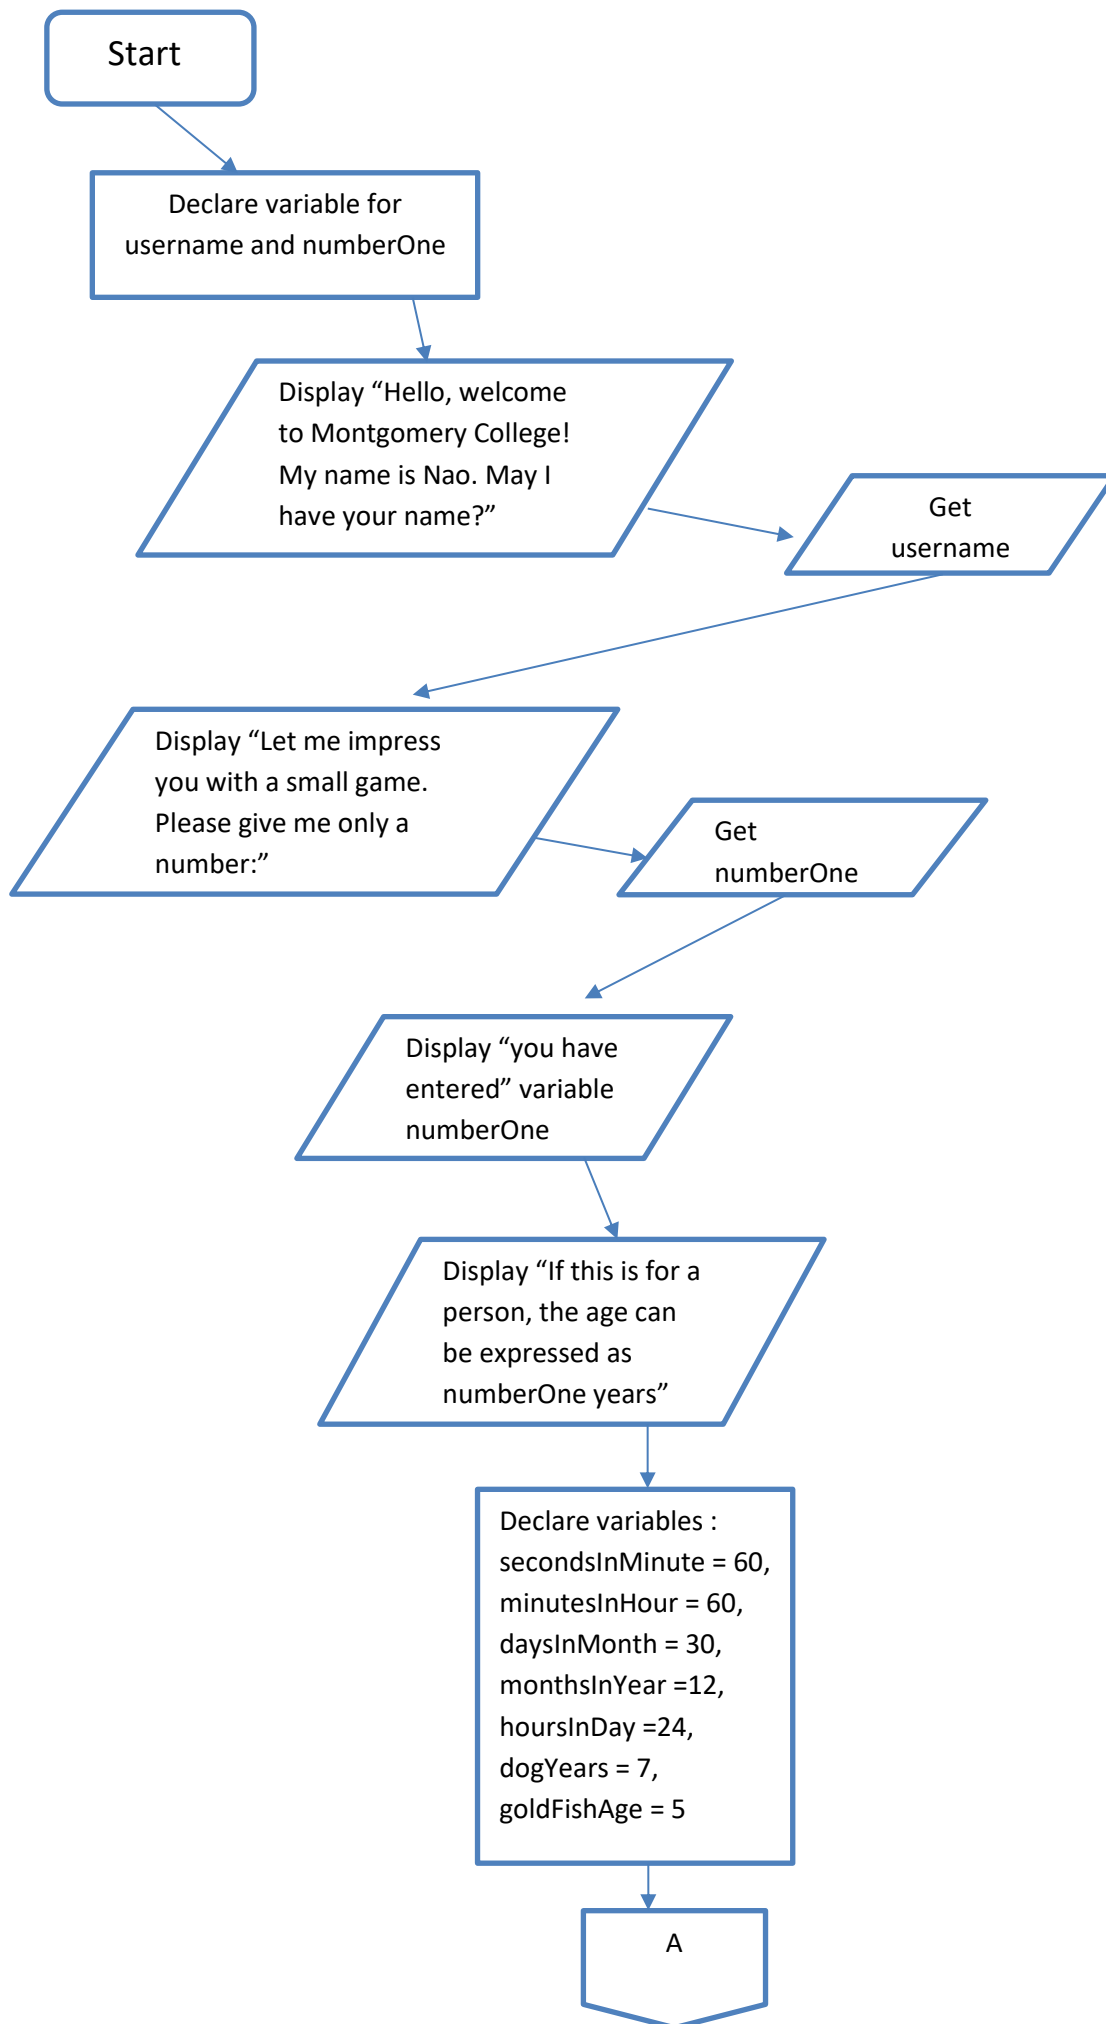 Start
Declare variable for
username and numberOne
Display “Hello, welcome
to Montgomery College!
My name is Nao. May I
have your name?”
Get
username
Display “Let me impress
you with a small game.
Please give me only a
number:”
Get
numberOne
Display “you have
entered” variable
numberOne
Display “If this is for a
person, the age can
be expressed as
numberOne years”
Declare variables :
secondsInMinute = 60,
minutesInHour = 60,
daysInMonth = 30,
monthsInYear =12,
hoursInDay =24,
dogYears = 7,
goldFishAge = 5
A